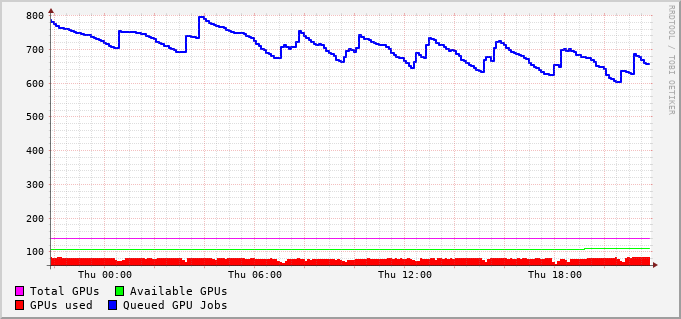 800
700
600
500
400
300
200
100
Thu 00:00 Thu 06:00 Thu 12:00 Thu 18:00
Total GPUs Available GPUs
GPUs used Queued GPU Jobs
RRDTOOL / TOBI OETIKER